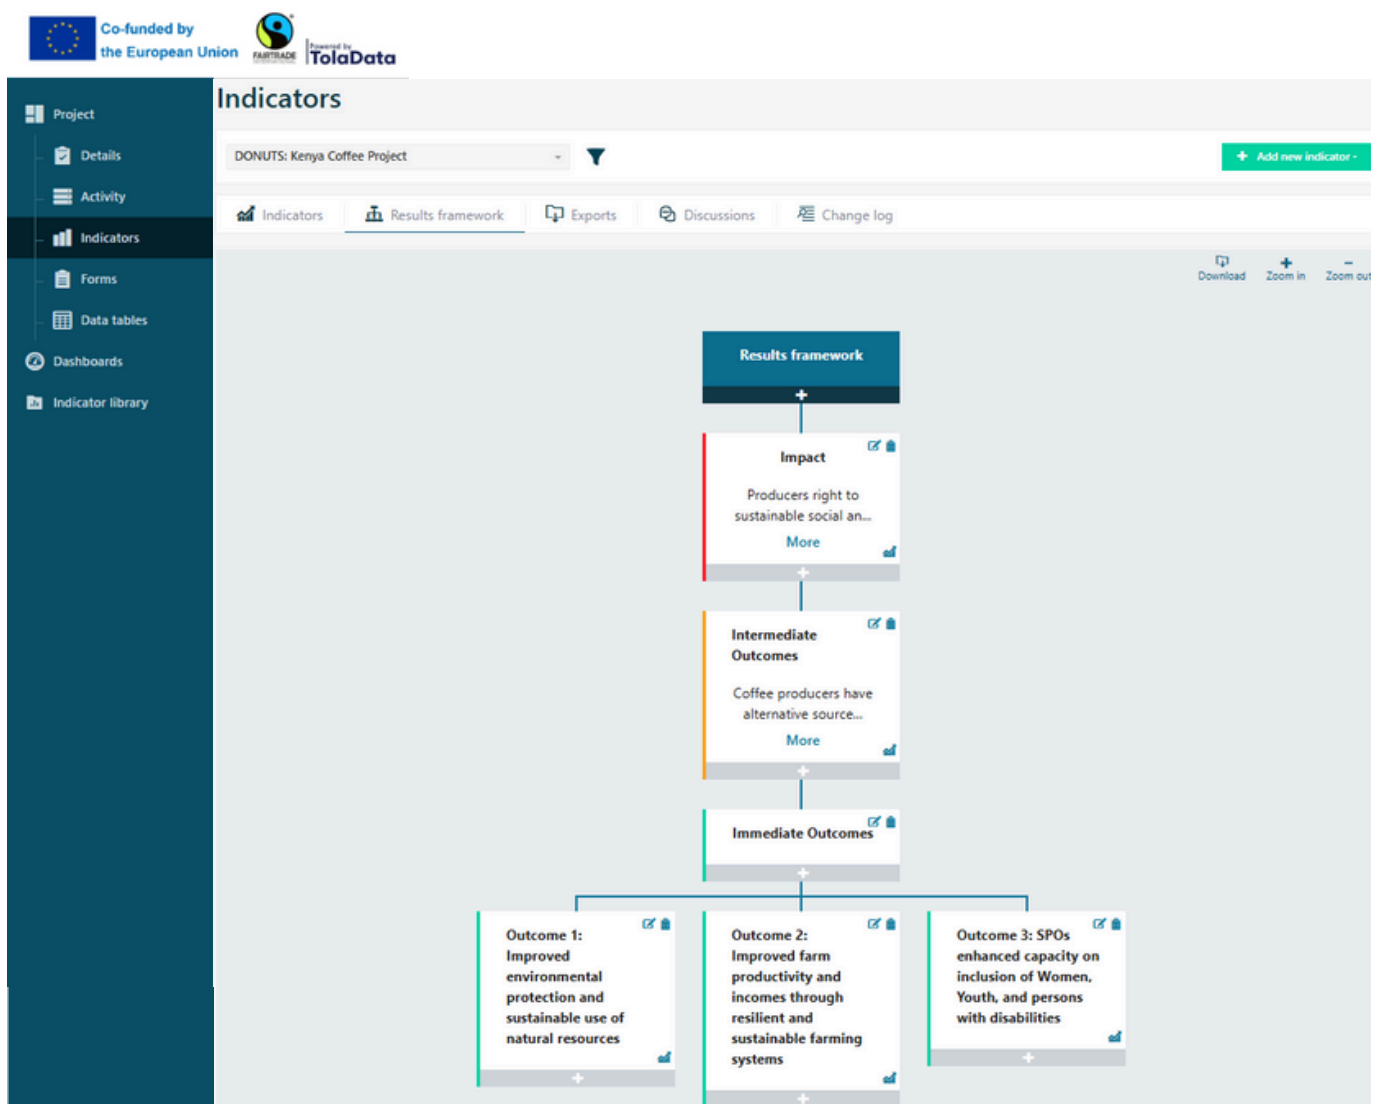 Co-funded by
the European Union
FAIRTRADE
INTERNATIONAL
Powered by
TolaData
Project
Details
Activity
Indicators
Forms
Data tables
Dashboards
Indicator library
Indicators
DONUTS: Kenya Coffee Project
Add new indicator
Indicators
Results framework
Exports
Discussions
Change log
Download
Zoom in
Zoom out
Results framework
Impact
Producers right to
sustainable social an...
More
Intermediate
Outcomes
Coffee producers have
alternative source...
More
Immediate Outcomes
Outcome 1:
Improved
environmental
protection and
sustainable use of
natural resources
Outcome 2:
Improved farm
productivity and
incomes through
resilient and
sustainable farming
systems
Outcome 3: SPOs
enhanced capacity on
inclusion of Women,
Youth, and persons
with disabilities